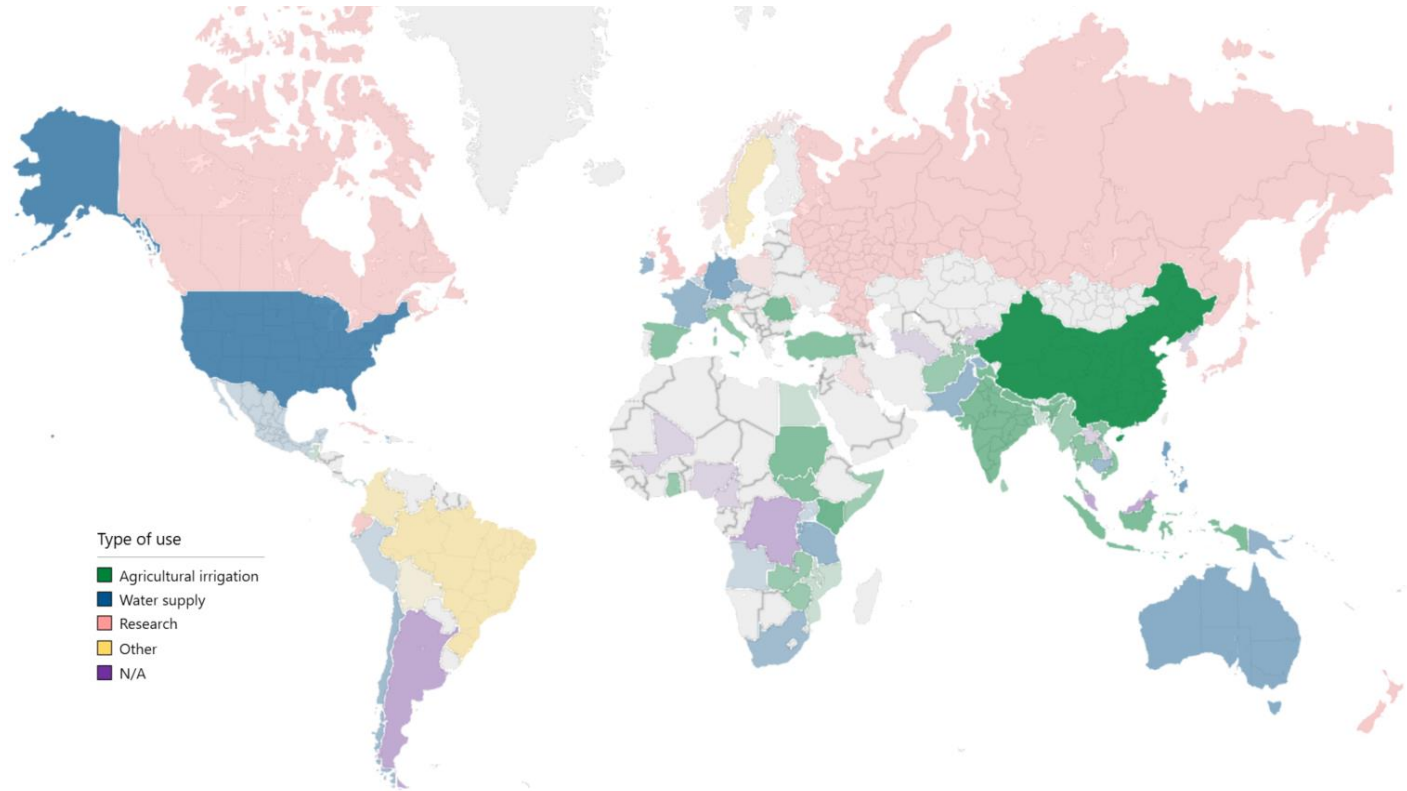 Type of use
Agricultural irrigation
Water supply
Research
Other
N/A